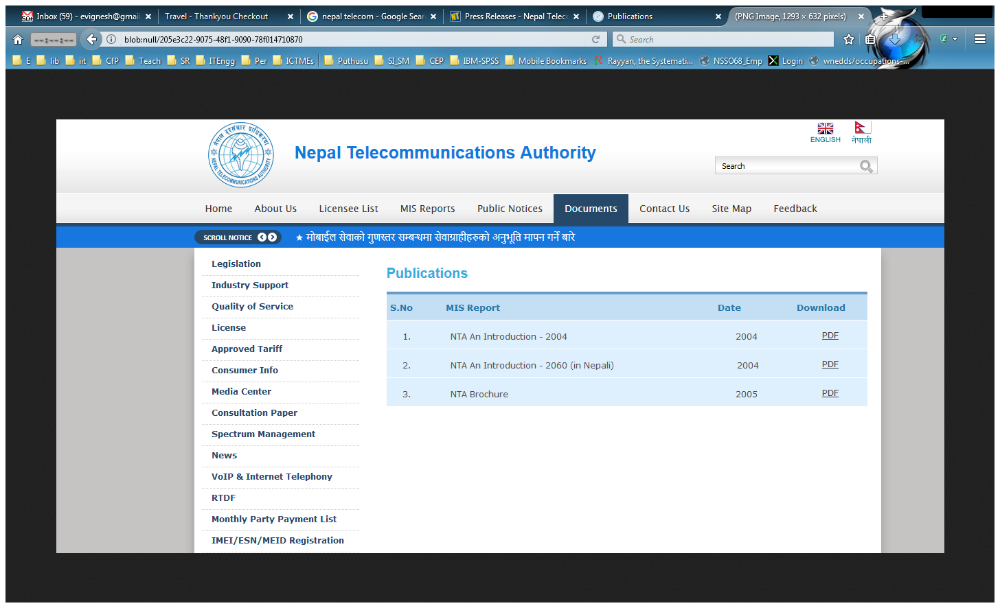 Inbox (59) - evignesh@gmai
Travel - Thankyou Checkout
nepal telecom - Google Sear
Press Releases - Nepal Telec
Publications
(PNG Image, 1293 × 632 pixels)
--:--:--
blob:null/205e3c22-9075-48f1-9090-78f014710870
Search
E lib iit CfP Teach SR ITEngg Per ICTMEs Puthusu SI_SM CEP IBM-SPSS Mobile Bookmarks Rayyan, the Systemati... NSSO68_Emp Login wnedds/occupations-...
नेपाल दूरसंचार प्राधिकरण
NEPAL TELECOMMUNICATIONS AUTHORITY
Nepal Telecommunications Authority
ENGLISH नेपाली
Search
Home About Us Licensee List MIS Reports Public Notices Documents Contact Us Site Map Feedback
SCROLL NOTICE मोबाईल सेवाको गुणस्तर सम्बन्धमा सेवाग्राहीहरुको अनुभूति मापन गर्ने बारे
Legislation
Industry Support
Quality of Service
License
Approved Tariff
Consumer Info
Media Center
Consultation Paper
Spectrum Management
News
VoIP & Internet Telephony
RTDF
Monthly Party Payment List
IMEI/ESN/MEID Registration
Publications
S.No MIS Report Date Download
1. NTA An Introduction - 2004 2004 PDF
2. NTA An Introduction - 2060 (in Nepali) 2004 PDF
3. NTA Brochure 2005 PDF